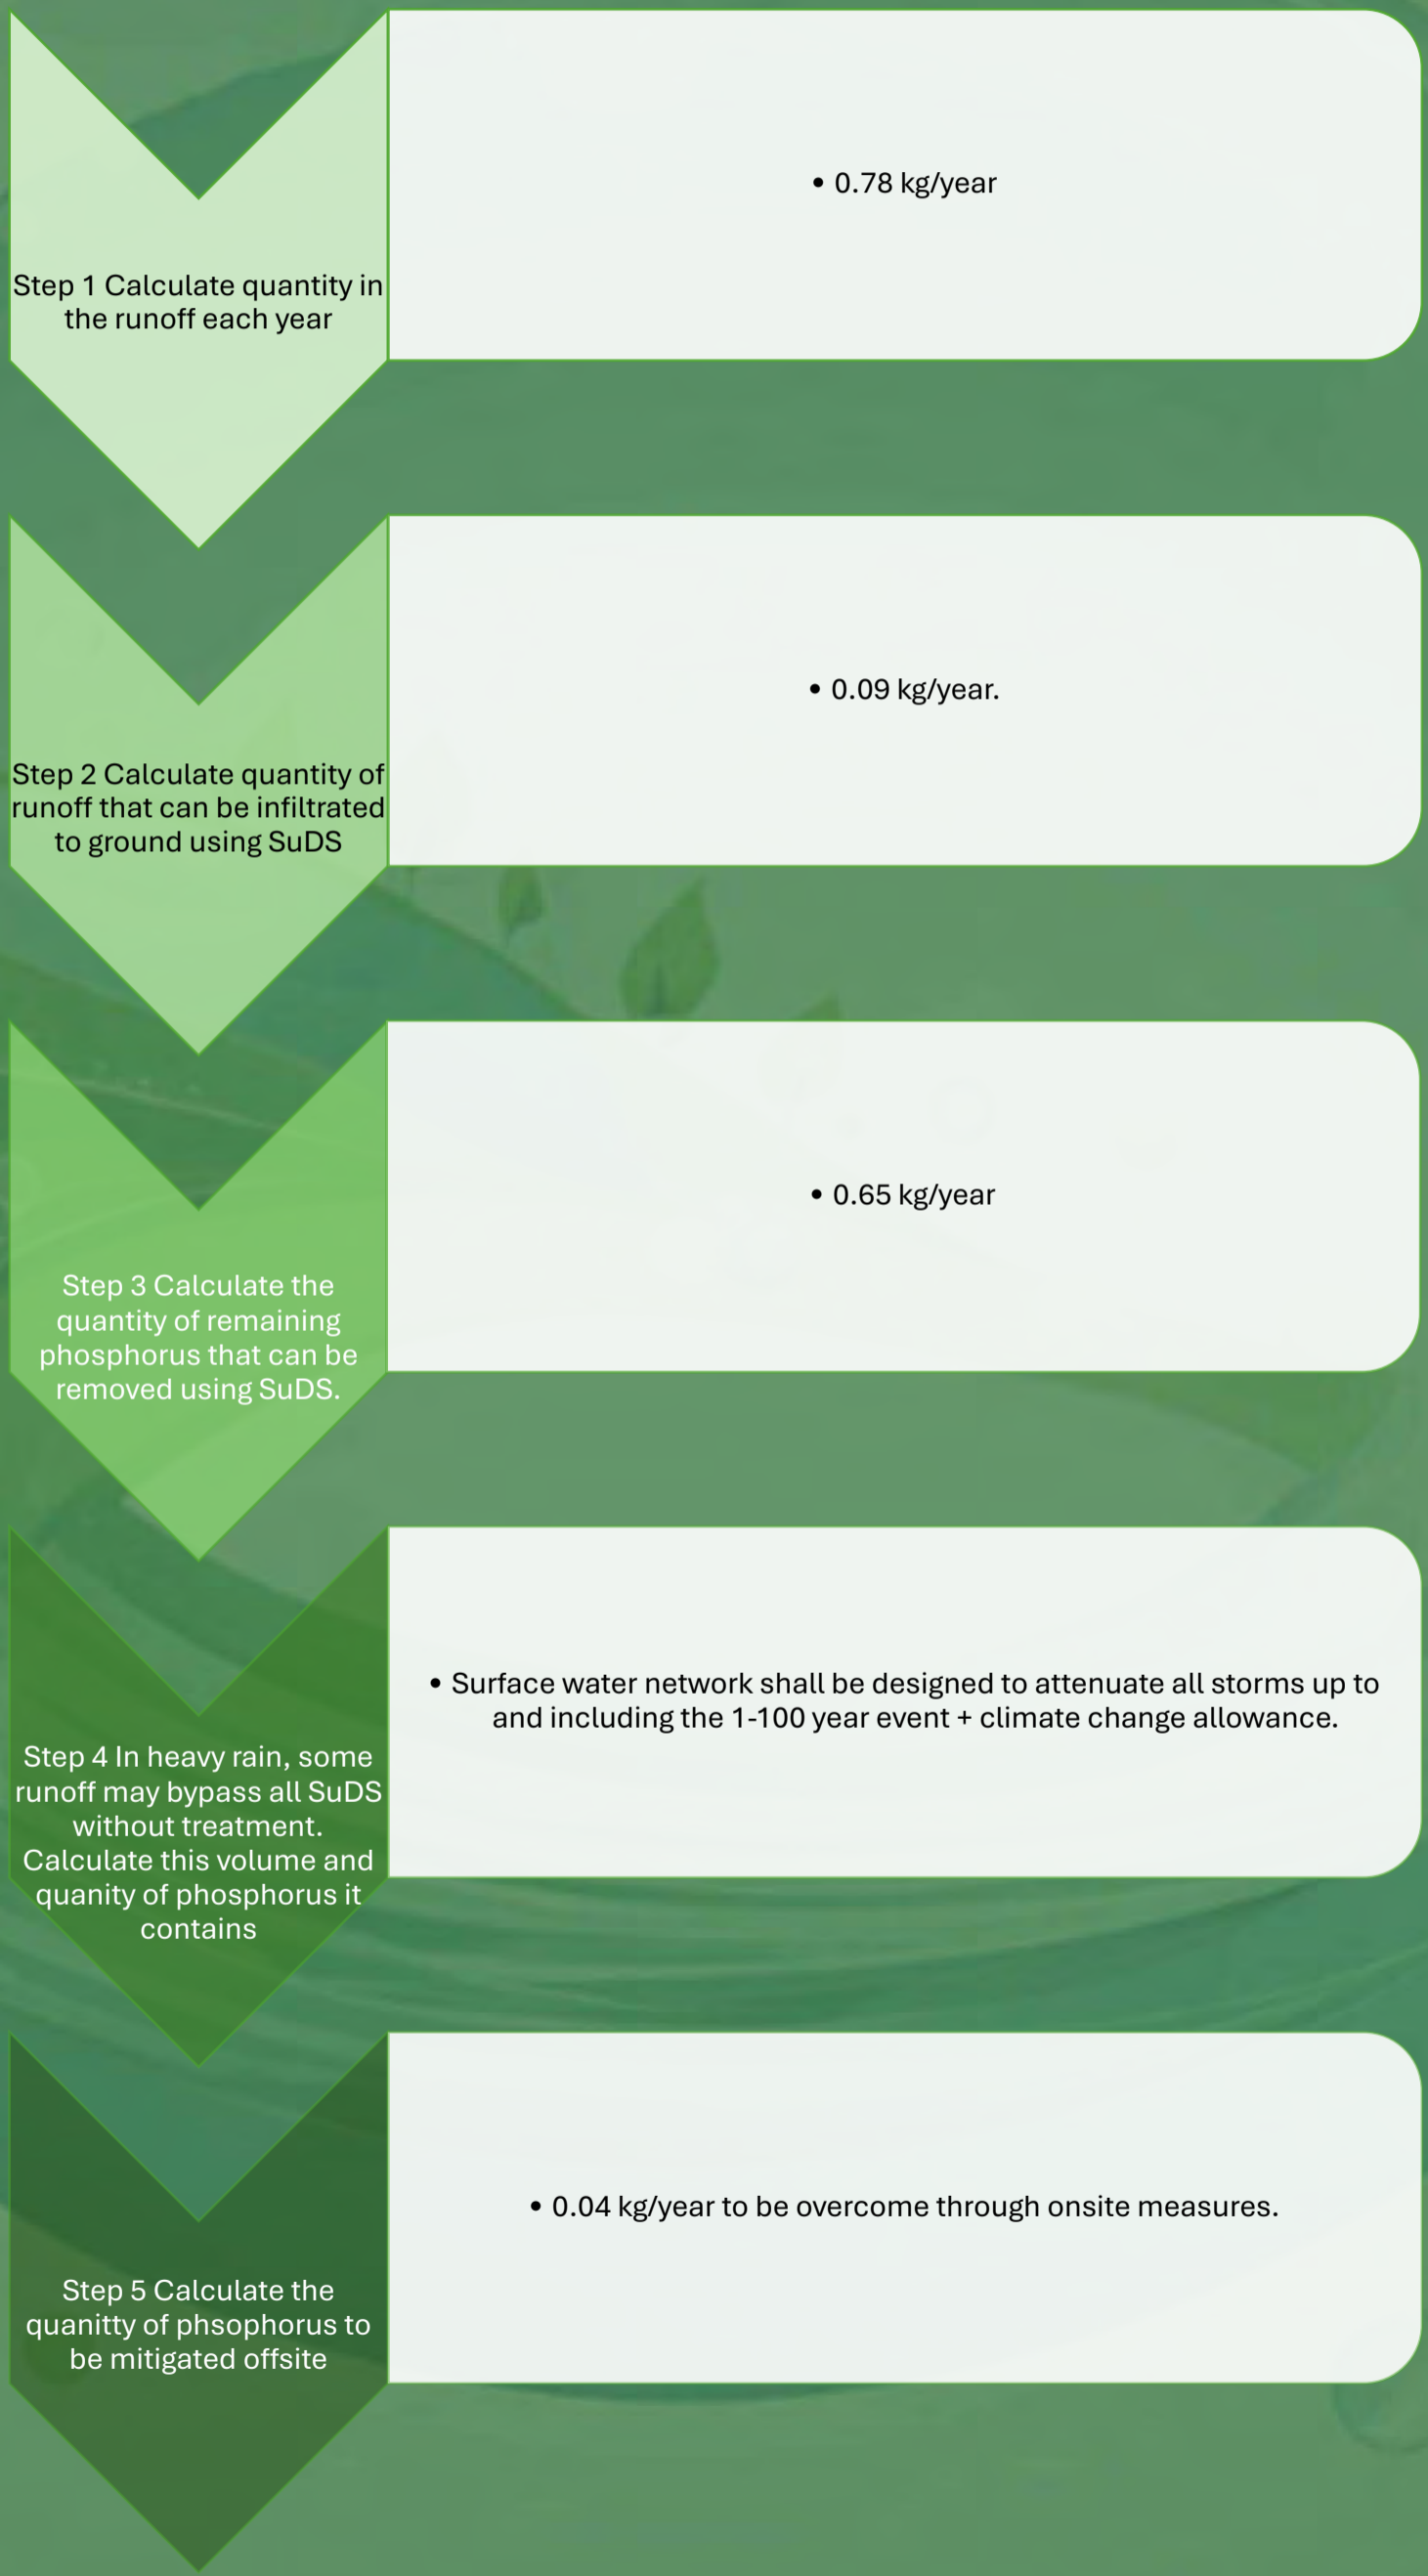 Step 1 Calculate quantity in
the runoff each year
• 0.78 kg/year
Step 2 Calculate quantity of
runoff that can be infiltrated
to ground using SuDS
• 0.09 kg/year.
Step 3 Calculate the
quantity of remaining
phosphorus that can be
removed using SuDS.
• 0.65 kg/year
Step 4 In heavy rain, some
runoff may bypass all SuDS
without treatment.
Calculate this volume and
quanity of phosphorus it
contains
• Surface water network shall be designed to attenuate all storms up to
and including the 1-100 year event + climate change allowance.
Step 5 Calculate the
quanitty of phsophorus to
be mitigated offsite
• 0.04 kg/year to be overcome through onsite measures.